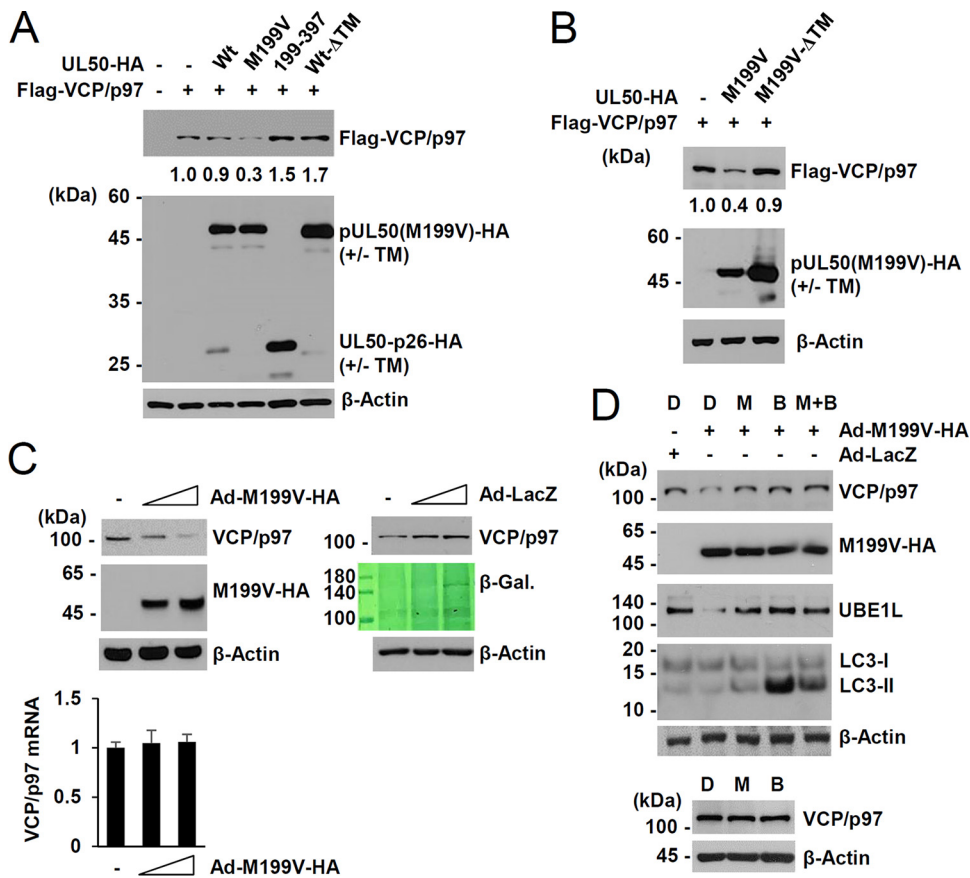 A
UL50-HA - - Wt M199V 199-397 Wt-ΔTM
Flag-VCP/p97 - + + + + +
Flag-VCP/p97
1.0 0.9 0.3 1.5 1.7
(kDa)
60 -
45 -
35 -
25 -
pUL50(M199V)-HA
(+/- TM)
UL50-p26-HA
(+/- TM)
β-Actin
B
UL50-HA - M199V M199V-ΔTM
Flag-VCP/p97 + + +
(kDa)
Flag-VCP/p97
1.0 0.4 0.9
60 -
45 -
pUL50(M199V)-HA
(+/- TM)
β-Actin
C
- Ad-M199V-HA
(kDa)
100 - VCP/p97
65 -
45 -
M199V-HA
β-Actin
- Ad-LacZ
100 - VCP/p97
180 -
140 -
100 -
β-Gal.
β-Actin
VCP/p97 mRNA
1.5
1
0.5
0
- Ad-M199V-HA
D
D D M B M+B
- + + + + Ad-M199V-HA
+ - - - - Ad-LacZ
(kDa)
100 - VCP/p97
65 -
45 -
M199V-HA
140 -
100 -
UBE1L
20 -
15 -
10 -
LC3-I
LC3-II
β-Actin
D M B
(kDa)
100 - VCP/p97
45 - β-Actin